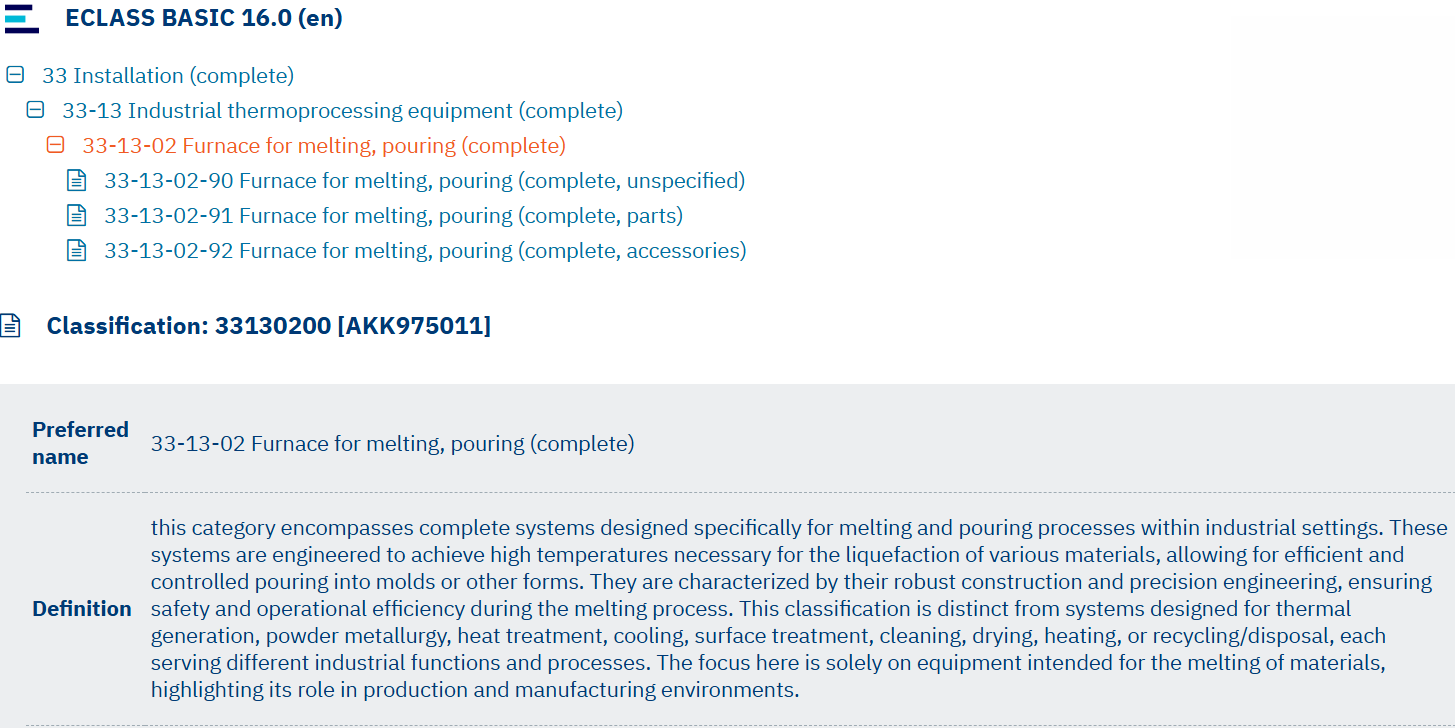 ECLASS BASIC 16.0 (en)
33 Installation (complete)
33-13 Industrial thermoprocessing equipment (complete)
33-13-02 Furnace for melting, pouring (complete)
33-13-02-90 Furnace for melting, pouring (complete, unspecified)
33-13-02-91 Furnace for melting, pouring (complete, parts)
33-13-02-92 Furnace for melting, pouring (complete, accessories)
Classification: 33130200 [AKK975011]
Preferred
name
33-13-02 Furnace for melting, pouring (complete)
Definition
this category encompasses complete systems designed specifically for melting and pouring processes within industrial settings. These
systems are engineered to achieve high temperatures necessary for the liquefaction of various materials, allowing for efficient and
controlled pouring into molds or other forms. They are characterized by their robust construction and precision engineering, ensuring
safety and operational efficiency during the melting process. This classification is distinct from systems designed for thermal
generation, powder metallurgy, heat treatment, cooling, surface treatment, cleaning, drying, heating, or recycling/disposal, each
serving different industrial functions and processes. The focus here is solely on equipment intended for the melting of materials,
highlighting its role in production and manufacturing environments.